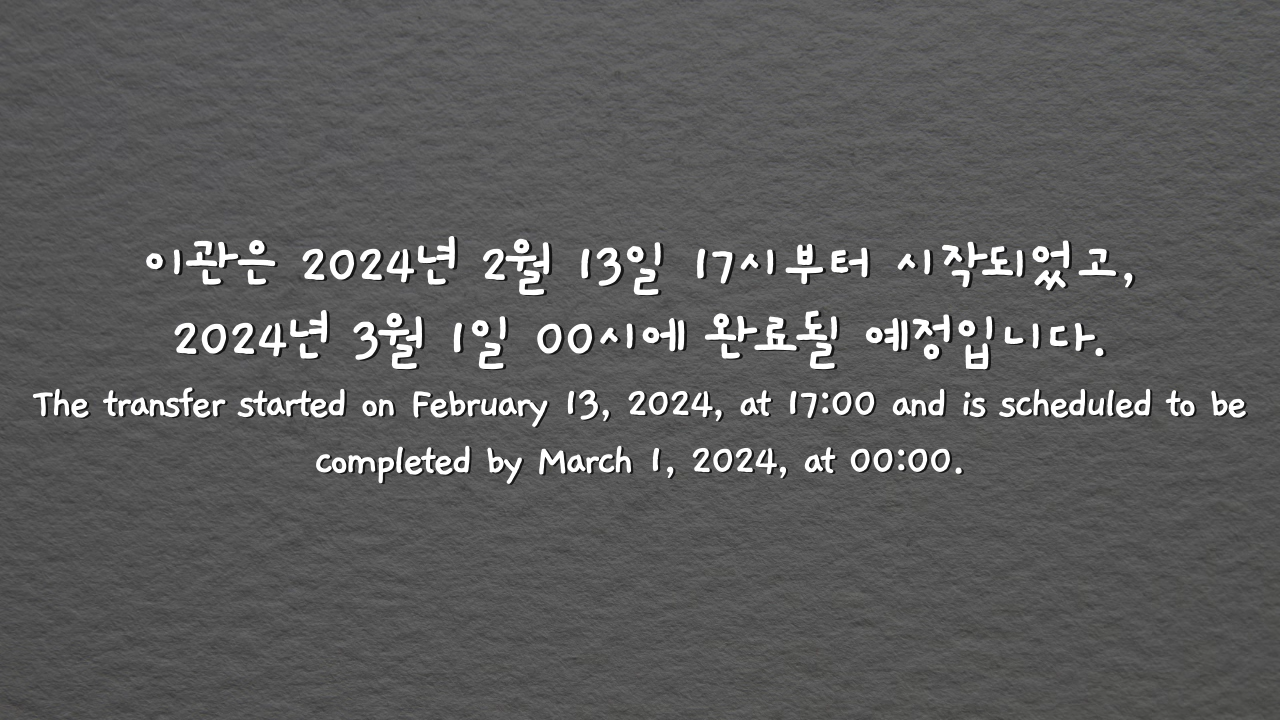 이관은 2024년 2월 13일 17시부터 시작되었고,
2024년 3월 1일 00시에 완료될 예정입니다.
The transfer started on February 13, 2024, at 17:00 and is scheduled to be
completed by March 1, 2024, at 00:00.